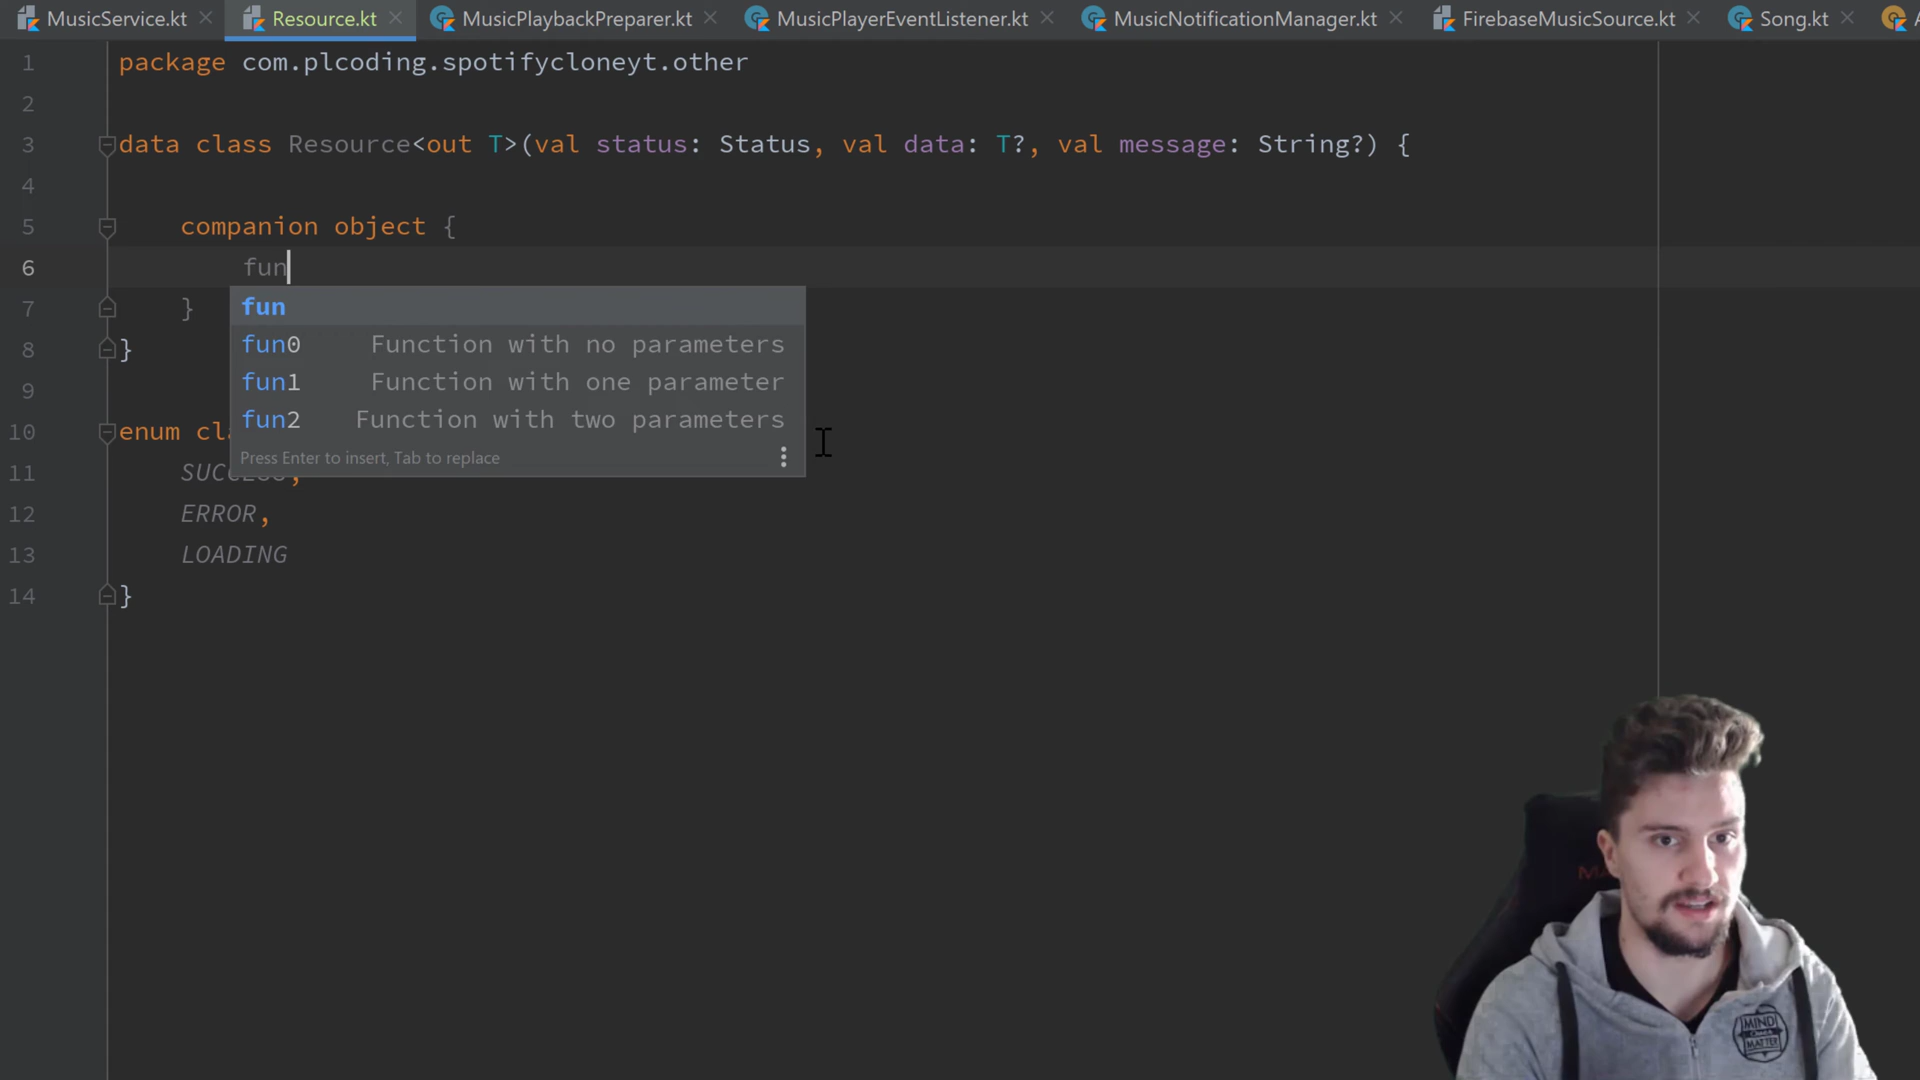 MusicService.kt Resource.kt MusicPlaybackPreparer.kt MusicPlayerEventListener.kt MusicNotificationManager.kt FirebaseMusicSource.kt Song.kt
1 package com.plcoding.spotifycloneyt.other
2
3 data class Resource<out T>(val status: Status, val data: T?, val message: String?) {
4
5 companion object {
6 fun
7 }
fun
8 }
fun0 Function with no parameters
9
fun1 Function with one parameter
fun2 Function with two parameters
10 enum
Press Enter to insert, Tab to replace
11 SUCCESS,
12 ERROR,
13 LOADING
14 }
MIND
MATTER